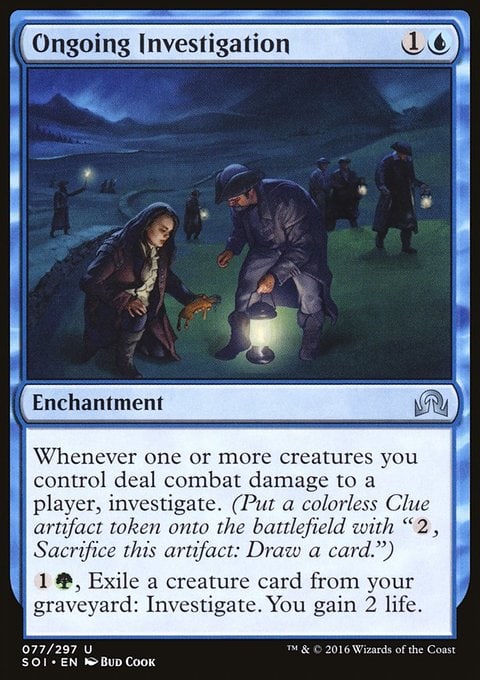 Ongoing Investigation 1
Enchantment
Whenever one or more creatures you
control deal combat damage to a
player, investigate. (Put a colorless Clue
artifact token onto the battlefield with “2,
Sacrifice this artifact: Draw a card.”)
1, Exile a creature card from your
graveyard: Investigate. You gain 2 life.
077/297 U
SOI • EN Bud Cook
™ & © 2016 Wizards of the Coast